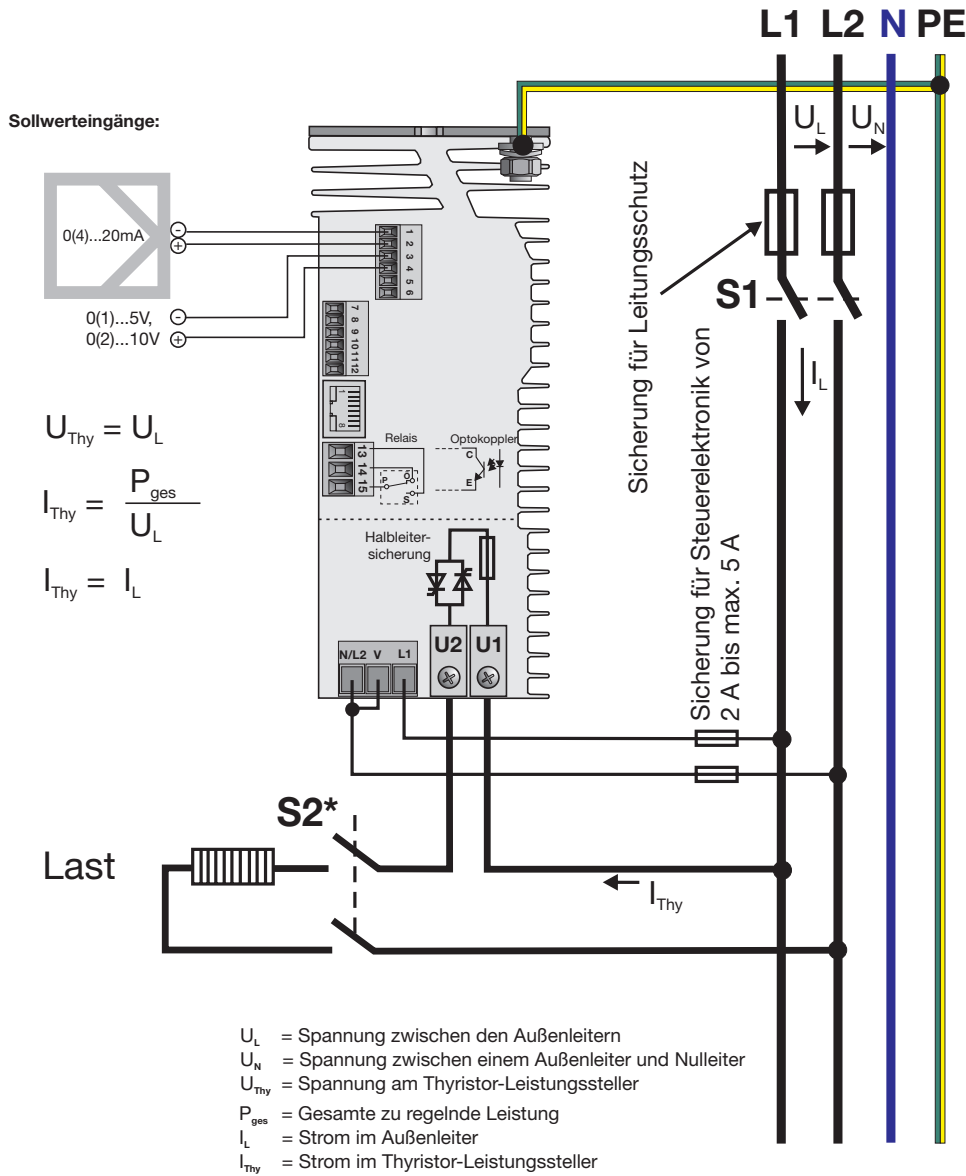 L1 L2 N PE
Sollwerteingänge:
U_L
U_N
0(4)...20mA
-
+
1
2
3
4
5
6
0(1)...5V,
0(2)...10V
-
+
7
8
9
10
11
12
1
8
U_Thy = U_L
I_Thy = P_ges / U_L
I_Thy = I_L
13
14
15
Relais
P
Ö
S
Optokoppler
C
E
Sicherung für Leitungsschutz
S1
I_L
Halbleiter-
sicherung
Sicherung für Steuerelektronik von
2 A bis max. 5 A
N/L2 V L1
U2 U1
S2*
Last
I_Thy
U_L = Spannung zwischen den Außenleitern
U_N = Spannung zwischen einem Außenleiter und Nulleiter
U_Thy = Spannung am Thyristor-Leistungssteller
P_ges = Gesamte zu regelnde Leistung
I_L = Strom im Außenleiter
I_Thy = Strom im Thyristor-Leistungssteller